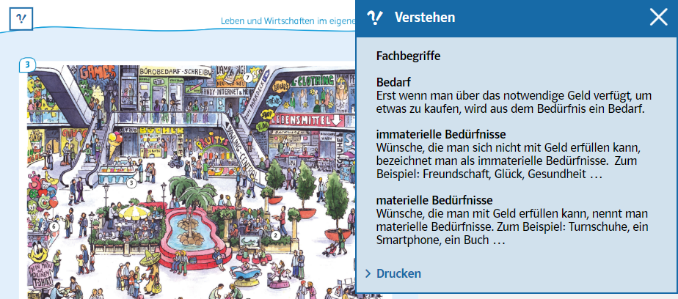 Leben und Wirtschaften im eigene
3
GAMES
BÜROBEDARF-SCHREIB
CLOTHING
LEBENSMITTEL
Verstehen
Fachbegriffe
Bedarf
Erst wenn man über das notwendige Geld verfügt, um
etwas zu kaufen, wird aus dem Bedürfnis ein Bedarf.
immaterielle Bedürfnisse
Wünsche, die man sich nicht mit Geld erfüllen kann,
bezeichnet man als immaterielle Bedürfnisse. Zum
Beispiel: Freundschaft, Glück, Gesundheit …
materielle Bedürfnisse
Wünsche, die man mit Geld erfüllen kann, nennt man
materielle Bedürfnisse. Zum Beispiel: Turnschuhe, ein
Smartphone, ein Buch …
Drucken